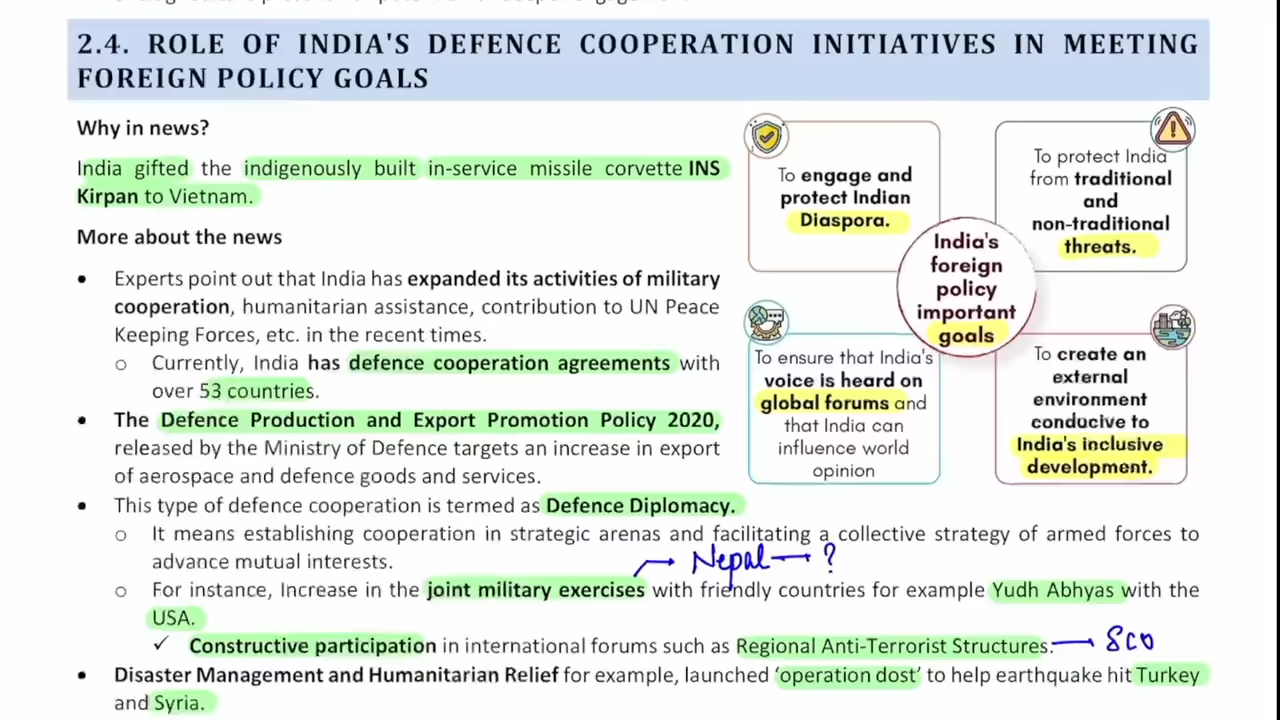 2.4. ROLE OF INDIA'S DEFENCE COOPERATION INITIATIVES IN MEETING
FOREIGN POLICY GOALS
Why in news?
India gifted the indigenously built in-service missile corvette INS
Kirpan to Vietnam.
More about the news
• Experts point out that India has expanded its activities of military
cooperation, humanitarian assistance, contribution to UN Peace
Keeping Forces, etc. in the recent times.
o Currently, India has defence cooperation agreements with
over 53 countries.
• The Defence Production and Export Promotion Policy 2020,
released by the Ministry of Defence targets an increase in export
of aerospace and defence goods and services.
To engage and
protect Indian
Diaspora.
To protect India
from traditional
and
non-traditional
threats.
India's
foreign
policy
important
goals
To ensure that India's
voice is heard on
global forums and
that India can
influence world
opinion
To create an
external
environment
conducive to
India's inclusive
development.
• This type of defence cooperation is termed as Defence Diplomacy.
o It means establishing cooperation in strategic arenas and facilitating a collective strategy of armed forces to
advance mutual interests.
→ Nepal → ?
o For instance, Increase in the joint military exercises with friendly countries for example Yudh Abhyas with the
USA.
✓ Constructive participation in international forums such as Regional Anti-Terrorist Structures. → SCO
• Disaster Management and Humanitarian Relief for example, launched 'operation dost' to help earthquake hit Turkey
and Syria.